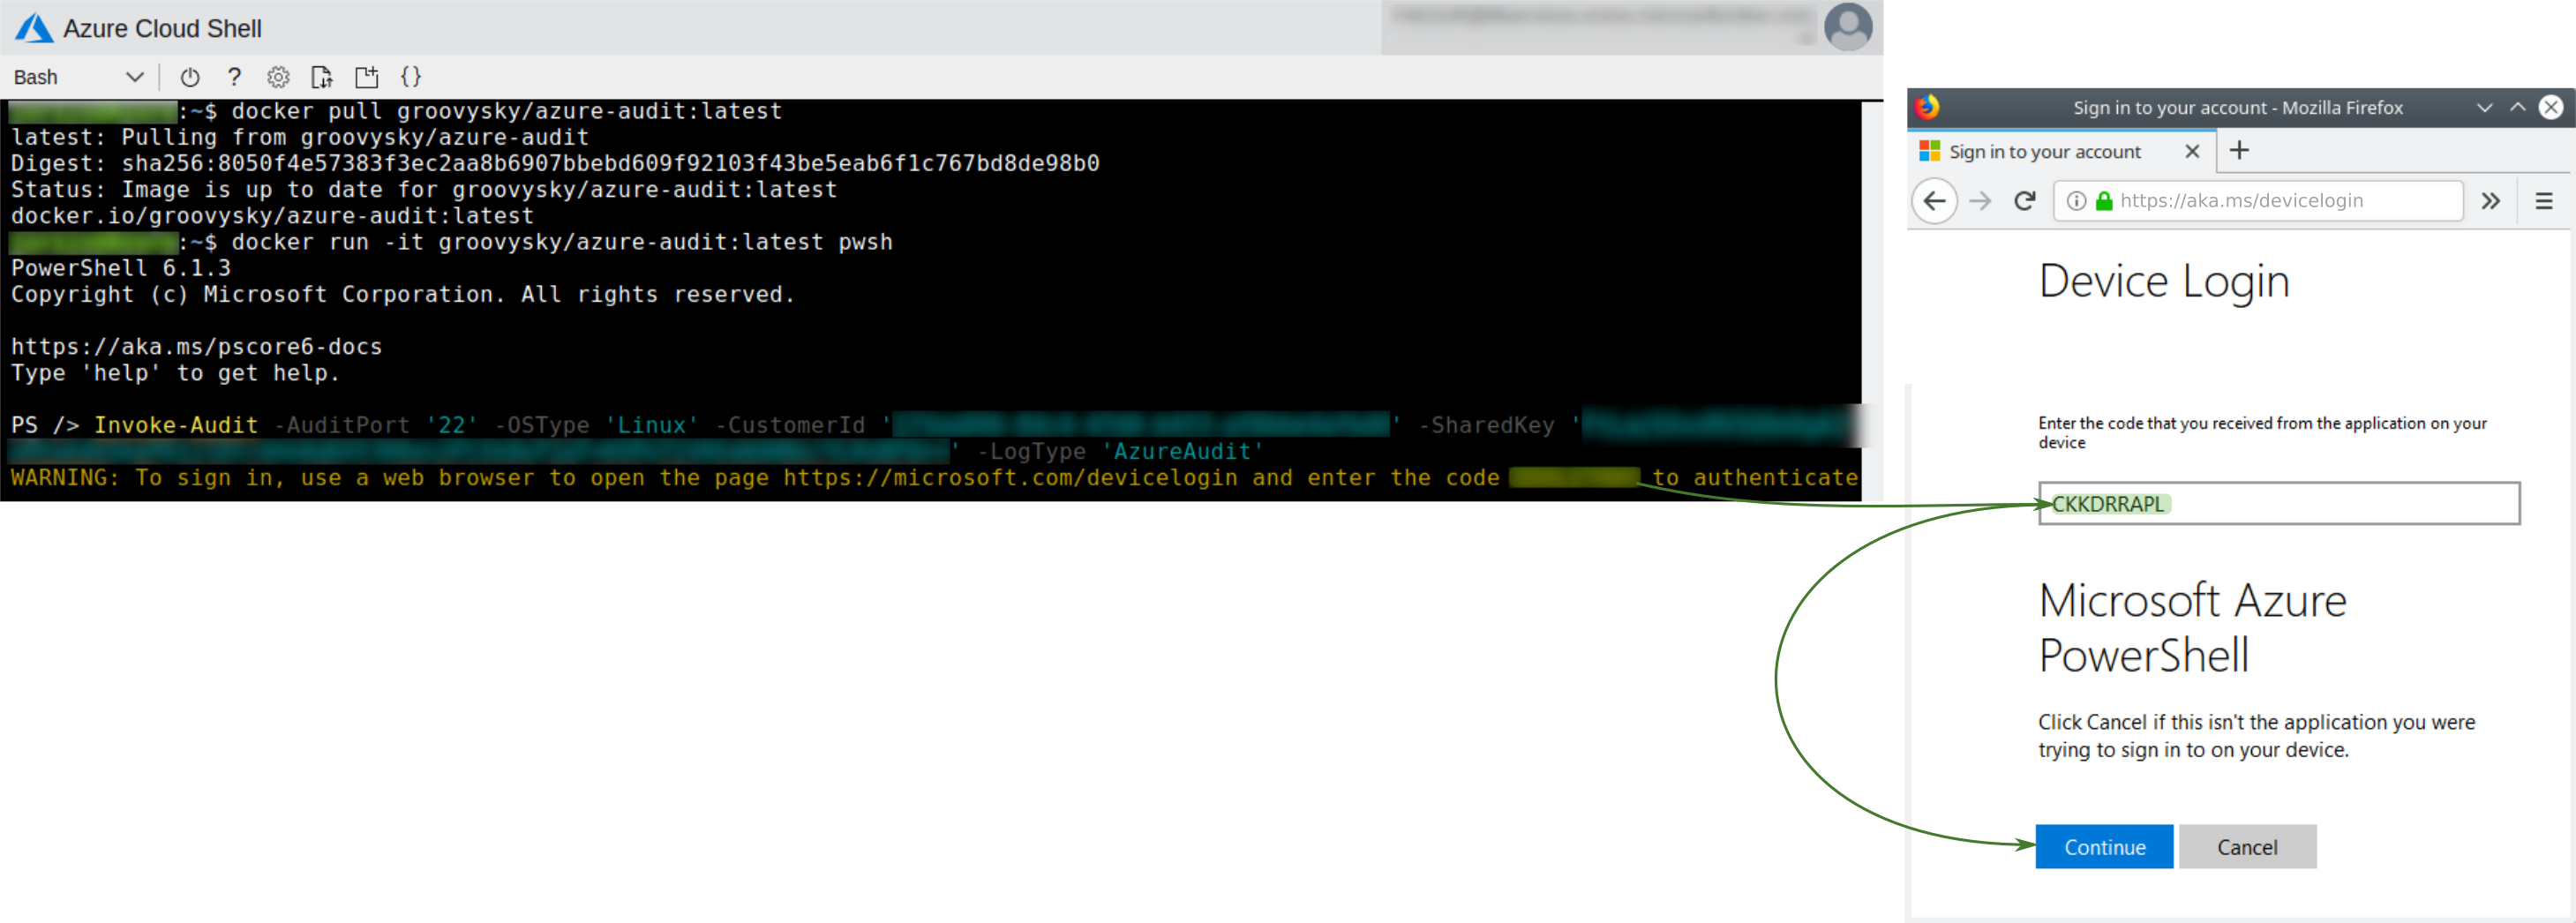 Azure Cloud Shell
Bash
? {}
:~$ docker pull groovysky/azure-audit:latest
latest: Pulling from groovysky/azure-audit
Digest: sha256:8050f4e57383f3ec2aa8b6907bbebd609f92103f43be5eab6f1c767bd8de98b0
Status: Image is up to date for groovysky/azure-audit:latest
docker.io/groovysky/azure-audit:latest
:~$ docker run -it groovysky/azure-audit:latest pwsh
PowerShell 6.1.3
Copyright (c) Microsoft Corporation. All rights reserved.
https://aka.ms/pscore6-docs
Type 'help' to get help.
PS /> Invoke-Audit -AuditPort '22' -OSType 'Linux' -CustomerId ' ' -SharedKey '
' -LogType 'AzureAudit'
WARNING: To sign in, use a web browser to open the page https://microsoft.com/devicelogin and enter the code to authenticate
Sign in to your account - Mozilla Firefox
Sign in to your account
https://aka.ms/devicelogin
Device Login
Enter the code that you received from the application on your
device
CKKDRRAPL
Microsoft Azure
PowerShell
Click Cancel if this isn't the application you were
trying to sign in to on your device.
Continue
Cancel